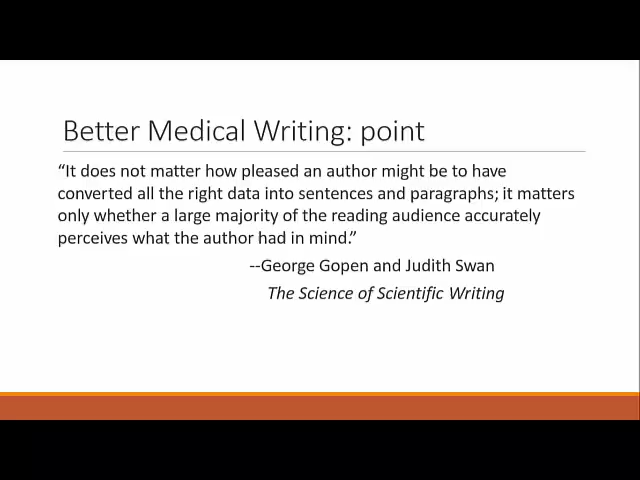 Better Medical Writing: point
“It does not matter how pleased an author might be to have
converted all the right data into sentences and paragraphs; it matters
only whether a large majority of the reading audience accurately
perceives what the author had in mind.”
--George Gopen and Judith Swan
The Science of Scientific Writing